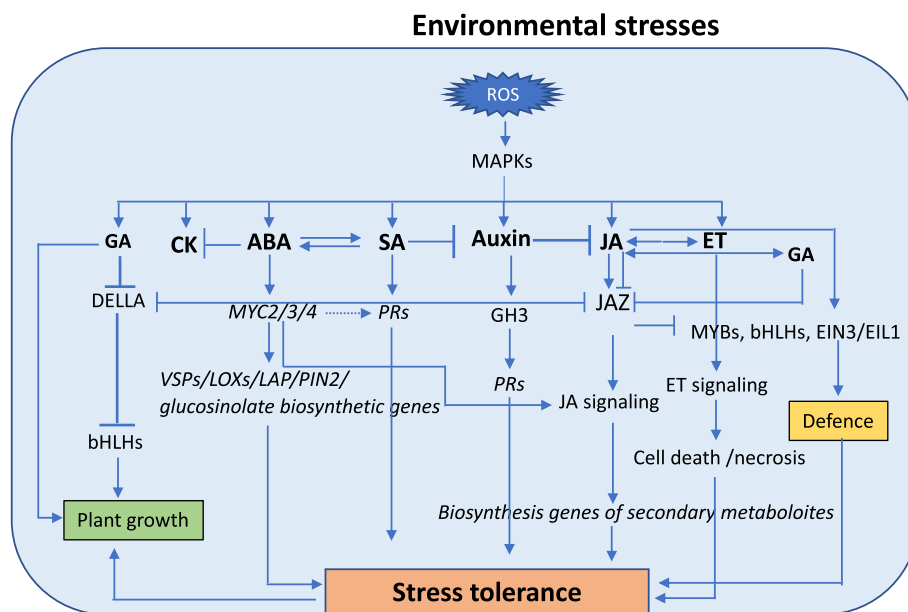 Environmental stresses
ROS
MAPKs
GA
CK
ABA
SA
Auxin
JA
ET
GA
DELLA
MYC2/3/4
PRs
GH3
JAZ
MYBs, bHLHs, EIN3/EIL1
VSPs/LOXs/LAP/PIN2/
glucosinolate biosynthetic genes
PRs
JA signaling
ET signaling
Defence
bHLHs
Cell death /necrosis
Plant growth
Biosynthesis genes of secondary metaboloites
Stress tolerance